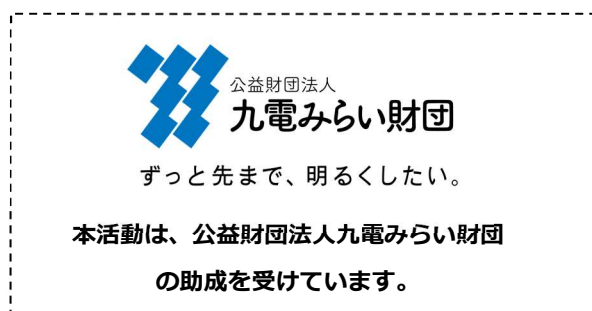 公益財団法人
九電みらい財団
ずっと先まで、明るくしたい。
本活動は、公益財団法人九電みらい財団
の助成を受けています。